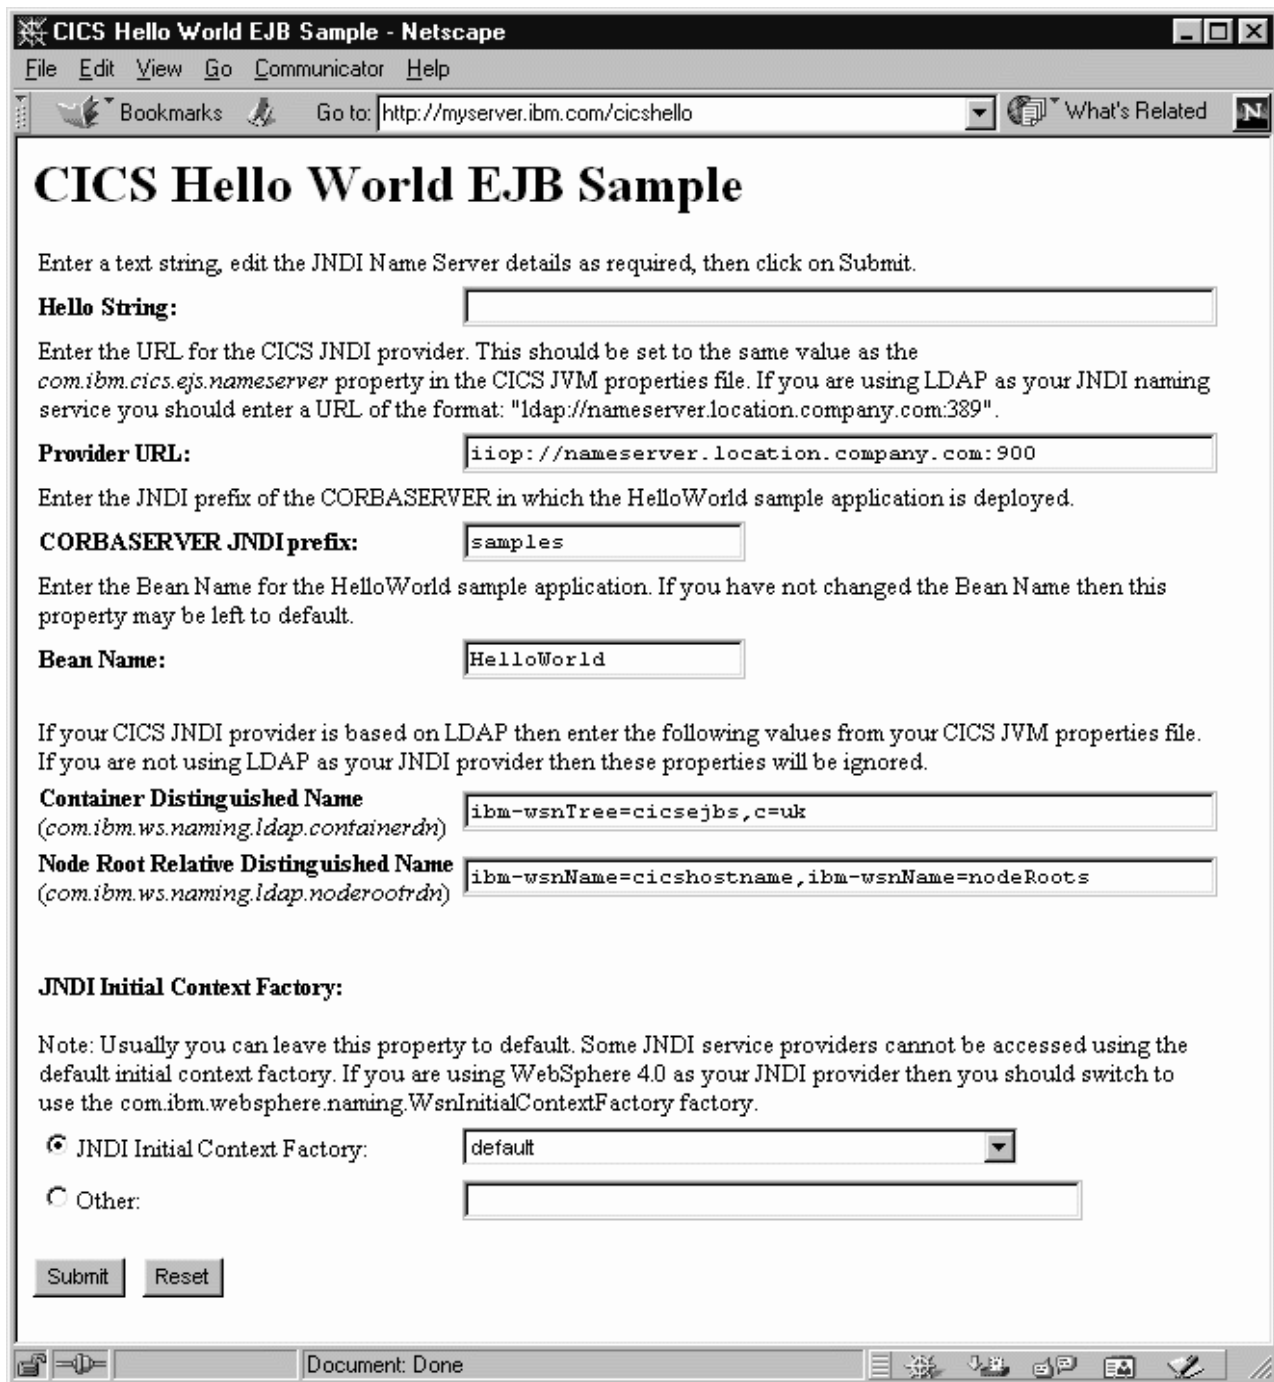 CICS Hello World EJB Sample - Netscape
File Edit View Go Communicator Help
Bookmarks Go to: http://myserver.ibm.com/cicshello What's Related N
CICS Hello World EJB Sample
Enter a text string, edit the JNDI Name Server details as required, then click on Submit.
Hello String:
Enter the URL for the CICS JNDI provider. This should be set to the same value as the
com.ibm.cics.ejs.nameserver property in the CICS JVM properties file. If you are using LDAP as your JNDI naming
service you should enter a URL of the format: "ldap://nameserver.location.company.com:389".
Provider URL: iiop://nameserver.location.company.com:900
Enter the JNDI prefix of the CORBASERVER in which the HelloWorld sample application is deployed.
CORBASERVER JNDI prefix: samples
Enter the Bean Name for the HelloWorld sample application. If you have not changed the Bean Name then this
property may be left to default.
Bean Name: HelloWorld
If your CICS JNDI provider is based on LDAP then enter the following values from your CICS JVM properties file.
If you are not using LDAP as your JNDI provider then these properties will be ignored.
Container Distinguished Name
(com.ibm.ws.naming.ldap.containerdn) ibm-wsnTree=cicsejbs,c=uk
Node Root Relative Distinguished Name
(com.ibm.ws.naming.ldap.noderootrdn) ibm-wsnName=cicshostname,ibm-wsnName=nodeRoots
JNDI Initial Context Factory:
Note: Usually you can leave this property to default. Some JNDI service providers cannot be accessed using the
default initial context factory. If you are using WebSphere 4.0 as your JNDI provider then you should switch to
use the com.ibm.websphere.naming.WsnInitialContextFactory factory.
JNDI Initial Context Factory: default
Other:
Submit Reset
Document: Done